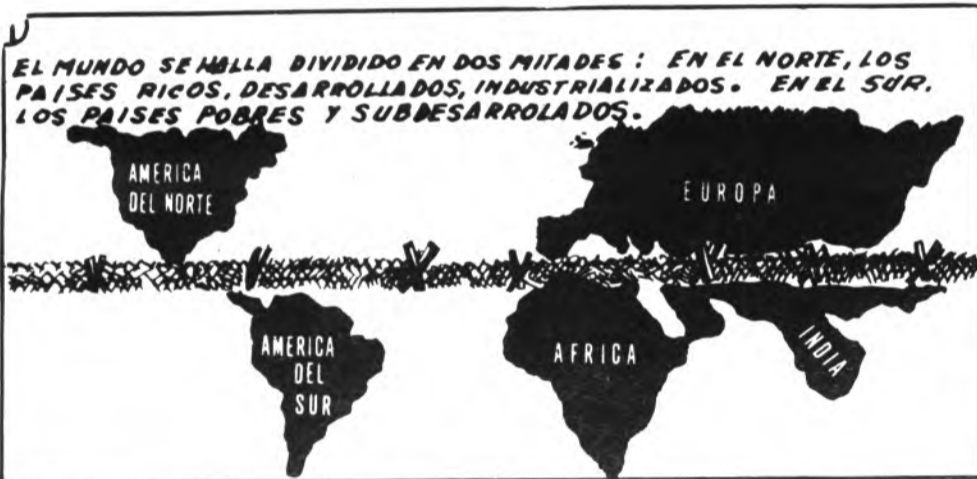 EL MUNDO SE HALLA DIVIDIDO EN DOS MITADES: EN EL NORTE, LOS
PAISES RICOS, DESARROLLADOS, INDUSTRIALIZADOS. EN EL SUR.
LOS PAISES POBRES Y SUBDESARROLADOS.
AMERICA
DEL NORTE
EUROPA
AMERICA
DEL
SUR
AFRICA
INDIA